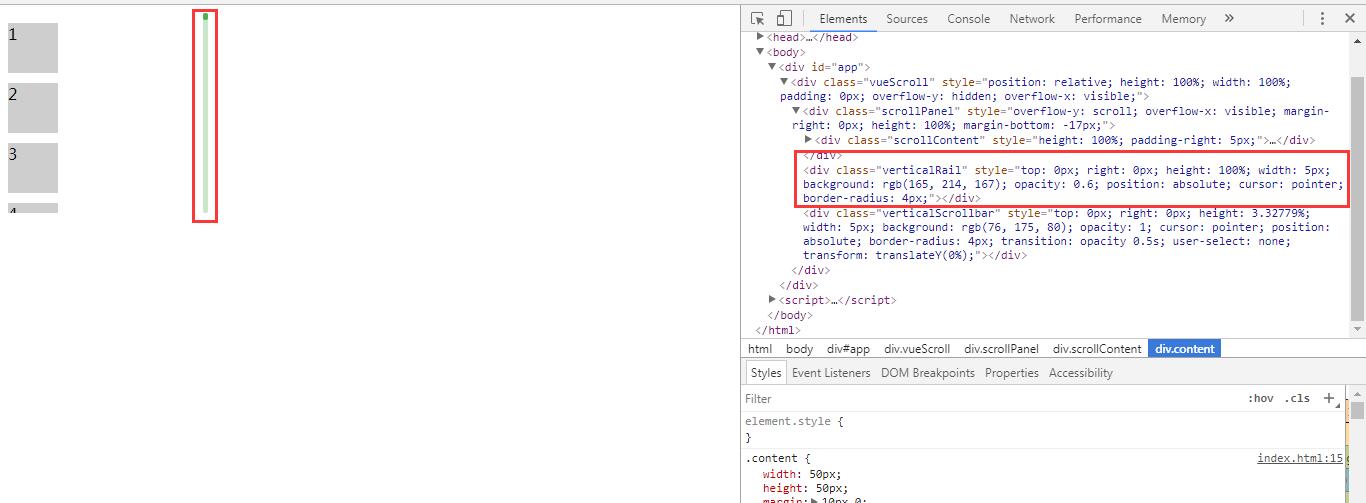 1
2
3
4
Elements Sources Console Network Performance Memory »
<head>…</head>
<body>
<div id="app">
<div class="vueScroll" style="position: relative; height: 100%; width: 100%;
padding: 0px; overflow-y: hidden; overflow-x: visible;">
<div class="scrollPanel" style="overflow-y: scroll; overflow-x: visible; margin-
right: 0px; height: 100%; margin-bottom: -17px;">
<div class="scrollContent" style="height: 100%; padding-right: 5px;">…</div>
</div>
<div class="verticalRail" style="top: 0px; right: 0px; height: 100%; width: 5px;
background: rgb(165, 214, 167); opacity: 0.6; position: absolute; cursor: pointer;
border-radius: 4px;"></div>
<div class="verticalScrollbar" style="top: 0px; right: 0px; height: 3.32779%;
width: 5px; background: rgb(76, 175, 80); opacity: 1; cursor: pointer; position:
absolute; border-radius: 4px; transition: opacity 0.5s; user-select: none;
transform: translateY(0%);"></div>
</div>
</div>
<script>…</script>
</body>
</html>
html body div#app div.vueScroll div.scrollPanel div.scrollContent div.content
Styles Event Listeners DOM Breakpoints Properties Accessibility
Filter :hov .cls +
element.style {
}
.content { index.html:15
width: 50px;
height: 50px;
margin: 10px 0;